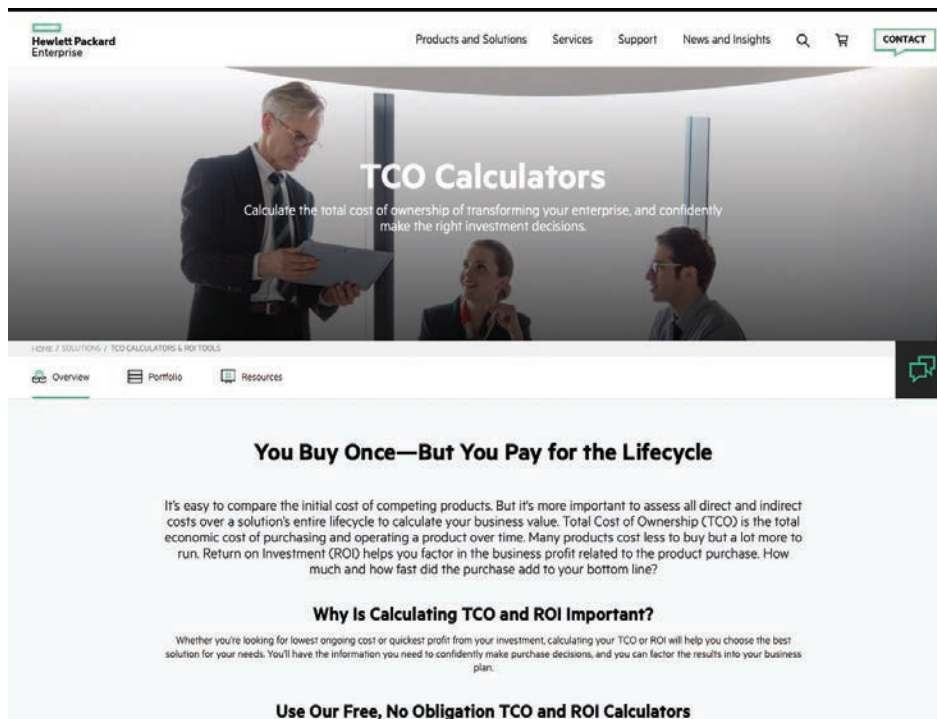 Hewlett Packard
Enterprise
Products and Solutions
Services
Support
News and Insights
CONTACT
TCO Calculators
Calculate the total cost of ownership of transforming your enterprise, and confidently
make the right investment decisions.
HOME / SOLUTIONS / TCO CALCULATORS & ROI TOOLS
Overview
Portfolio
Resources
You Buy Once—But You Pay for the Lifecycle
It's easy to compare the initial cost of competing products. But it's more important to assess all direct and indirect
costs over a solution's entire lifecycle to calculate your business value. Total Cost of Ownership (TCO) is the total
economic cost of purchasing and operating a product over time. Many products cost less to buy but a lot more to
run. Return on Investment (ROI) helps you factor in the business profit related to the product purchase. How
much and how fast did the purchase add to your bottom line?
Why Is Calculating TCO and ROI Important?
Whether you're looking for lowest ongoing cost or quickest profit from your investment, calculating your TCO or ROI will help you choose the best
solution for your needs. You'll have the information you need to confidently make purchase decisions, and you can factor the results into your business
plan.
Use Our Free, No Obligation TCO and ROI Calculators